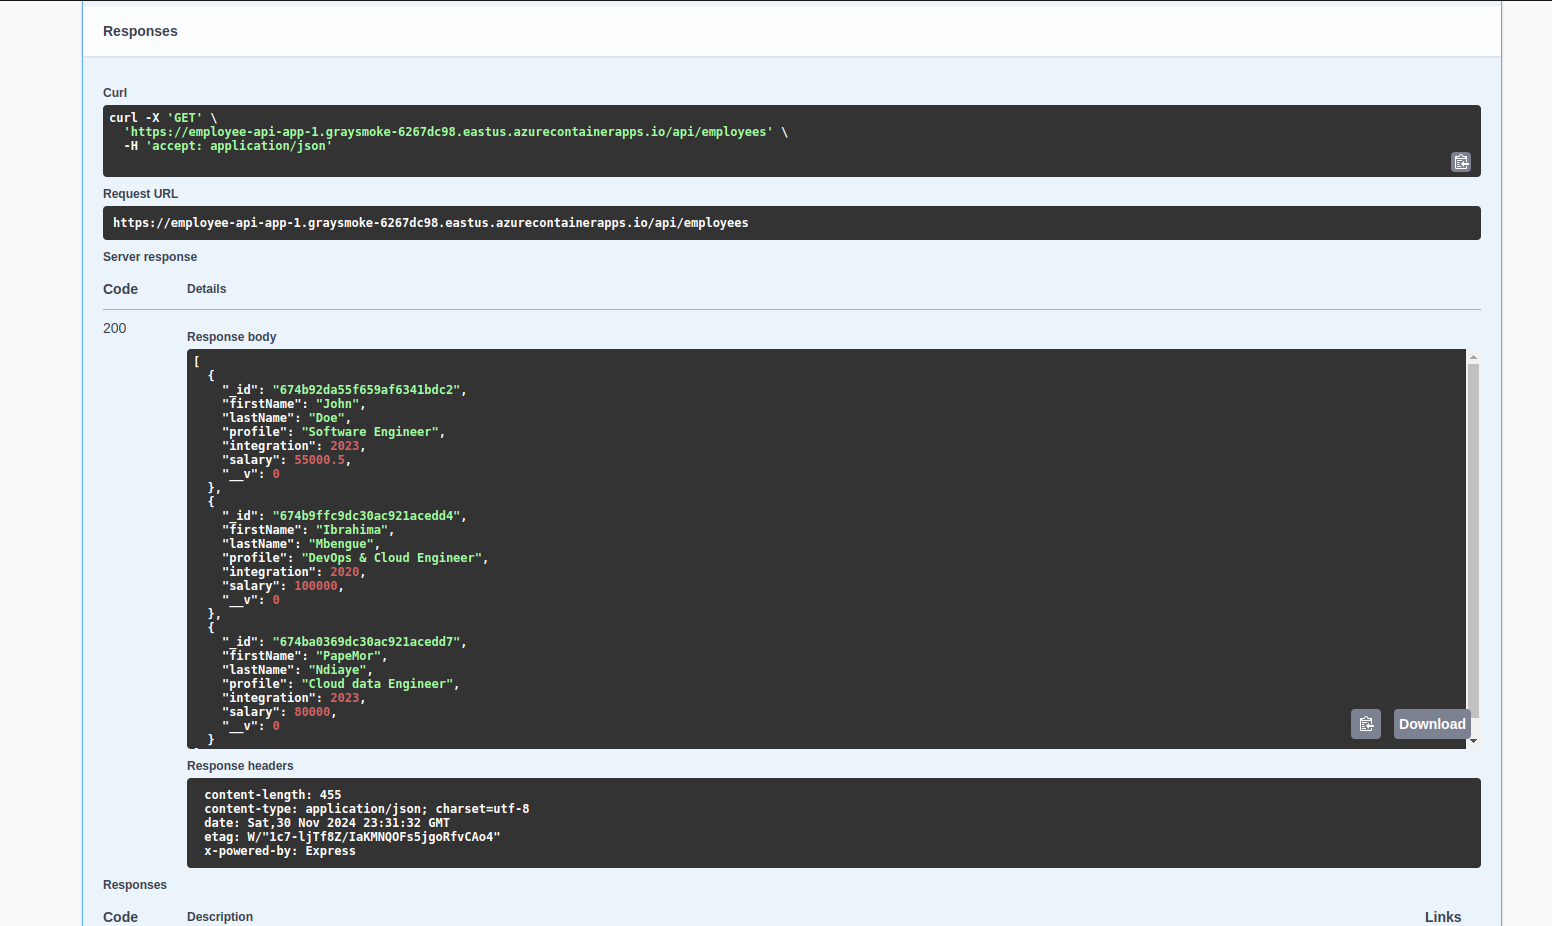 Responses
Curl
curl -X 'GET' \
  'https://employee-api-app-1.graysmoke-6267dc98.eastus.azurecontainerapps.io/api/employees' \
  -H 'accept: application/json'
Request URL
https://employee-api-app-1.graysmoke-6267dc98.eastus.azurecontainerapps.io/api/employees
Server response
Code Details
200
Response body
[
  {
    "_id": "674b92da55f659af6341bdc2",
    "firstName": "John",
    "lastName": "Doe",
    "profile": "Software Engineer",
    "integration": 2023,
    "salary": 55000.5,
    "__v": 0
  },
  {
    "_id": "674b9ffc9dc30ac921acedd4",
    "firstName": "Ibrahima",
    "lastName": "Mbengue",
    "profile": "DevOps & Cloud Engineer",
    "integration": 2020,
    "salary": 100000,
    "__v": 0
  },
  {
    "_id": "674ba0369dc30ac921acedd7",
    "firstName": "PapeMor",
    "lastName": "Ndiaye",
    "profile": "Cloud data Engineer",
    "integration": 2023,
    "salary": 80000,
    "__v": 0
  }
Download
Response headers
content-length: 455
content-type: application/json; charset=utf-8
date: Sat,30 Nov 2024 23:31:32 GMT
etag: W/"1c7-ljTf8Z/IaKMNQOFs5jgoRfvCAo4"
x-powered-by: Express
Responses
Code Description Links